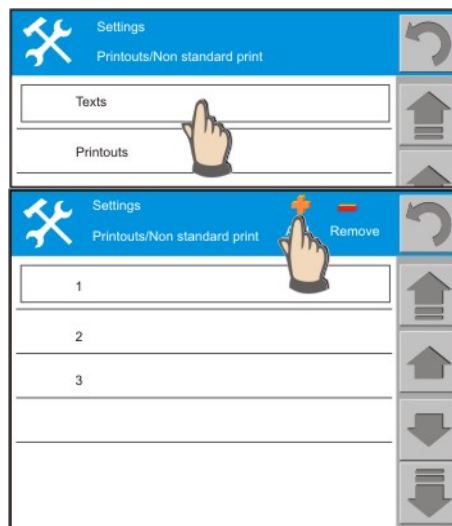 Settings
Printouts/Non standard print
Texts
Printouts
Settings
Printouts/Non standard print
Remove
1
2
3